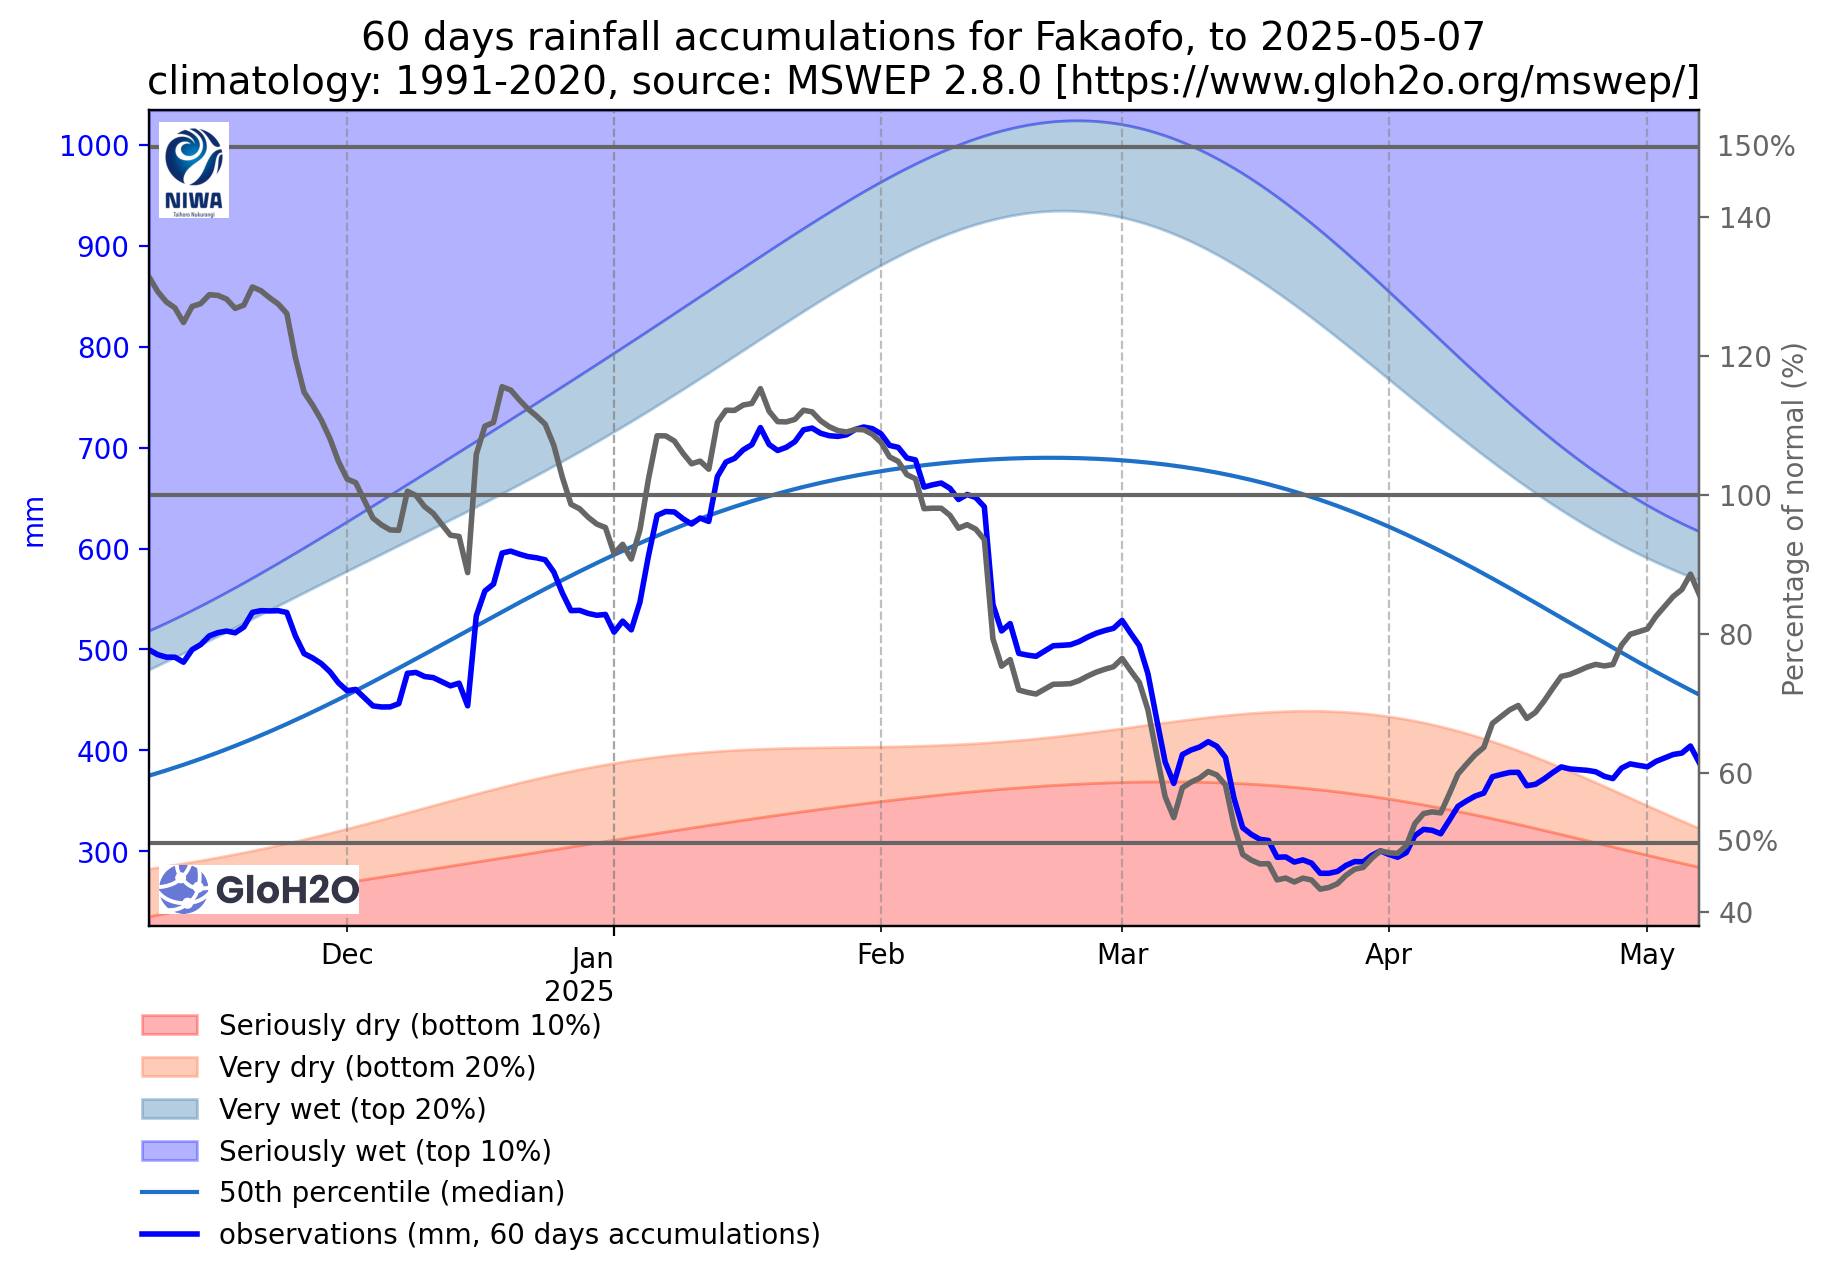 60 days rainfall accumulations for Fakaofo, to 2025-05-07
climatology: 1991-2020, source: MSWEP 2.8.0 [https://www.gloh2o.org/mswep/]
1000
900
800
700
600
500
400
300
mm
NIWA
Taihoro Nukurangi
GloH2O
150%
140
120
100
80
60
50%
40
Percentage of normal (%)
Dec
Jan
2025
Feb
Mar
Apr
May
Seriously dry (bottom 10%)
Very dry (bottom 20%)
Very wet (top 20%)
Seriously wet (top 10%)
50th percentile (median)
observations (mm, 60 days accumulations)